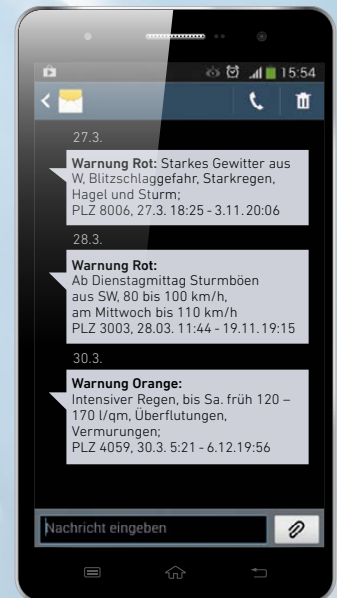 15:54
27.3.
Warnung Rot: Starkes Gewitter aus
W, Blitzschlaggefahr, Starkregen,
Hagel und Sturm;
PLZ 8006, 27.3. 18:25 - 3.11. 20:06
28.3.
Warnung Rot:
Ab Dienstagmittag Sturmböen
aus SW, 80 bis 100 km/h,
am Mittwoch bis 110 km/h
PLZ 3003, 28.03. 11:44 - 19.11.19:15
30.3.
Warnung Orange:
Intensiver Regen, bis Sa. früh 120 –
170 l/qm, Überflutungen,
Vermurungen;
PLZ 4059, 30.3. 5:21 - 6.12.19:56
Nachricht eingeben